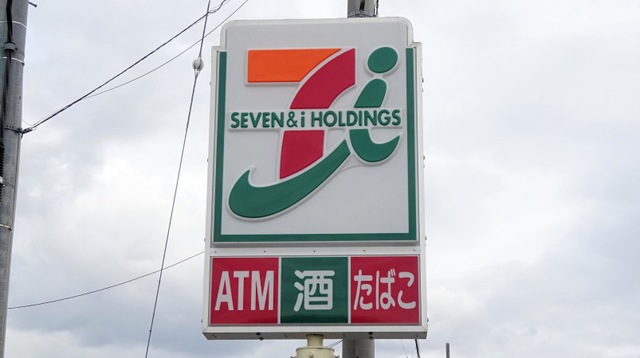 SEVEN & i HOLDINGS
ATM 酒 たばこ